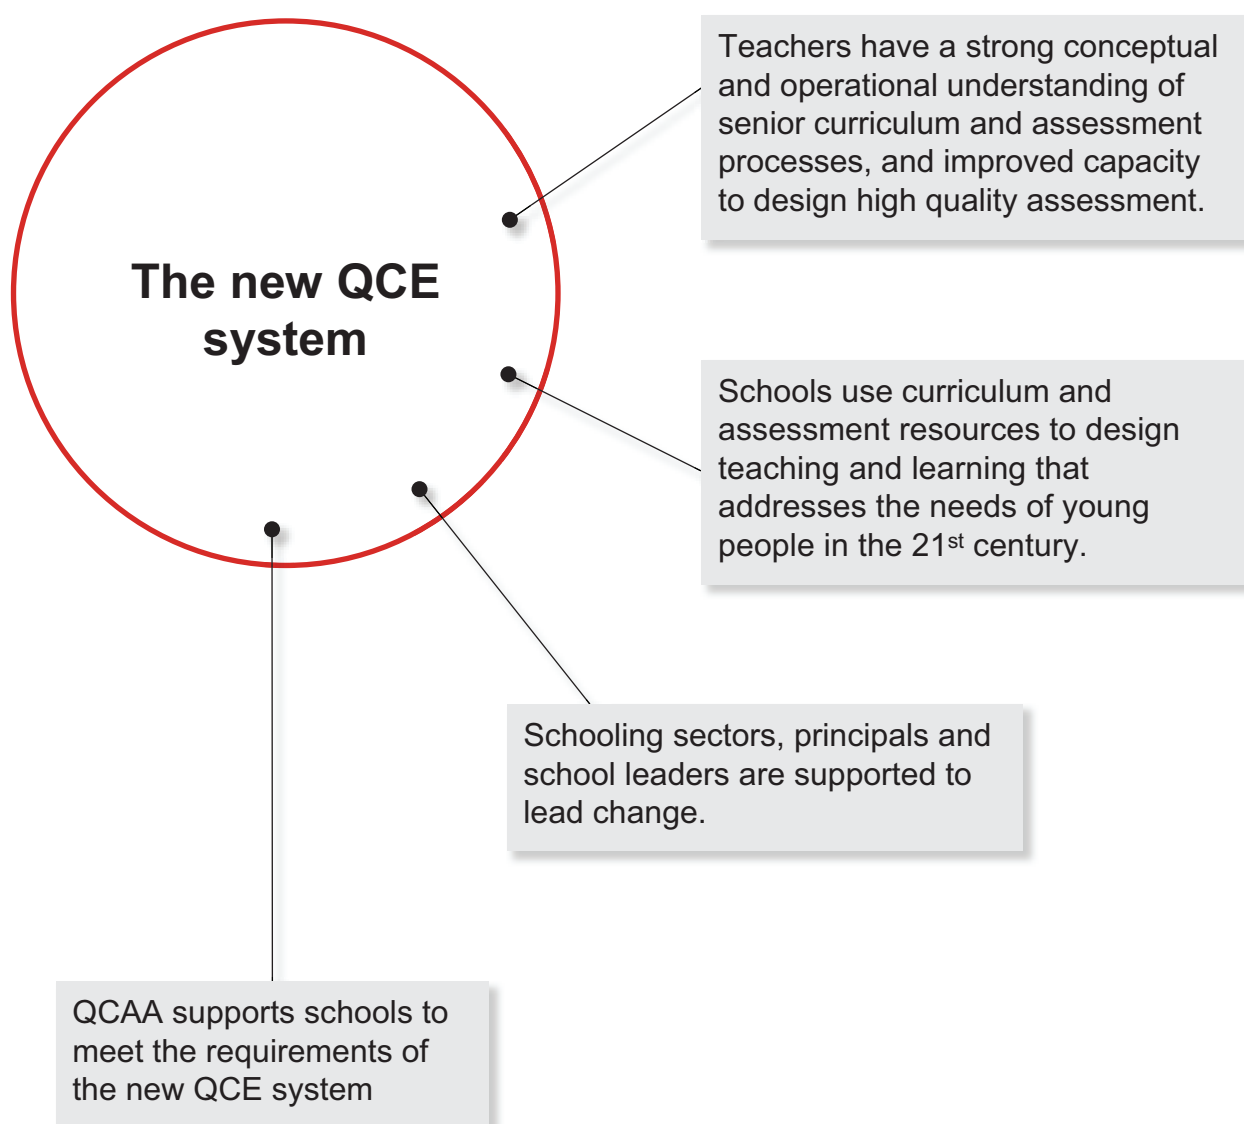 The new QCE
system
Teachers have a strong conceptual
and operational understanding of
senior curriculum and assessment
processes, and improved capacity
to design high quality assessment.
Schools use curriculum and
assessment resources to design
teaching and learning that
addresses the needs of young
people in the 21st century.
Schooling sectors, principals and
school leaders are supported to
lead change.
QCAA supports schools to
meet the requirements of
the new QCE system